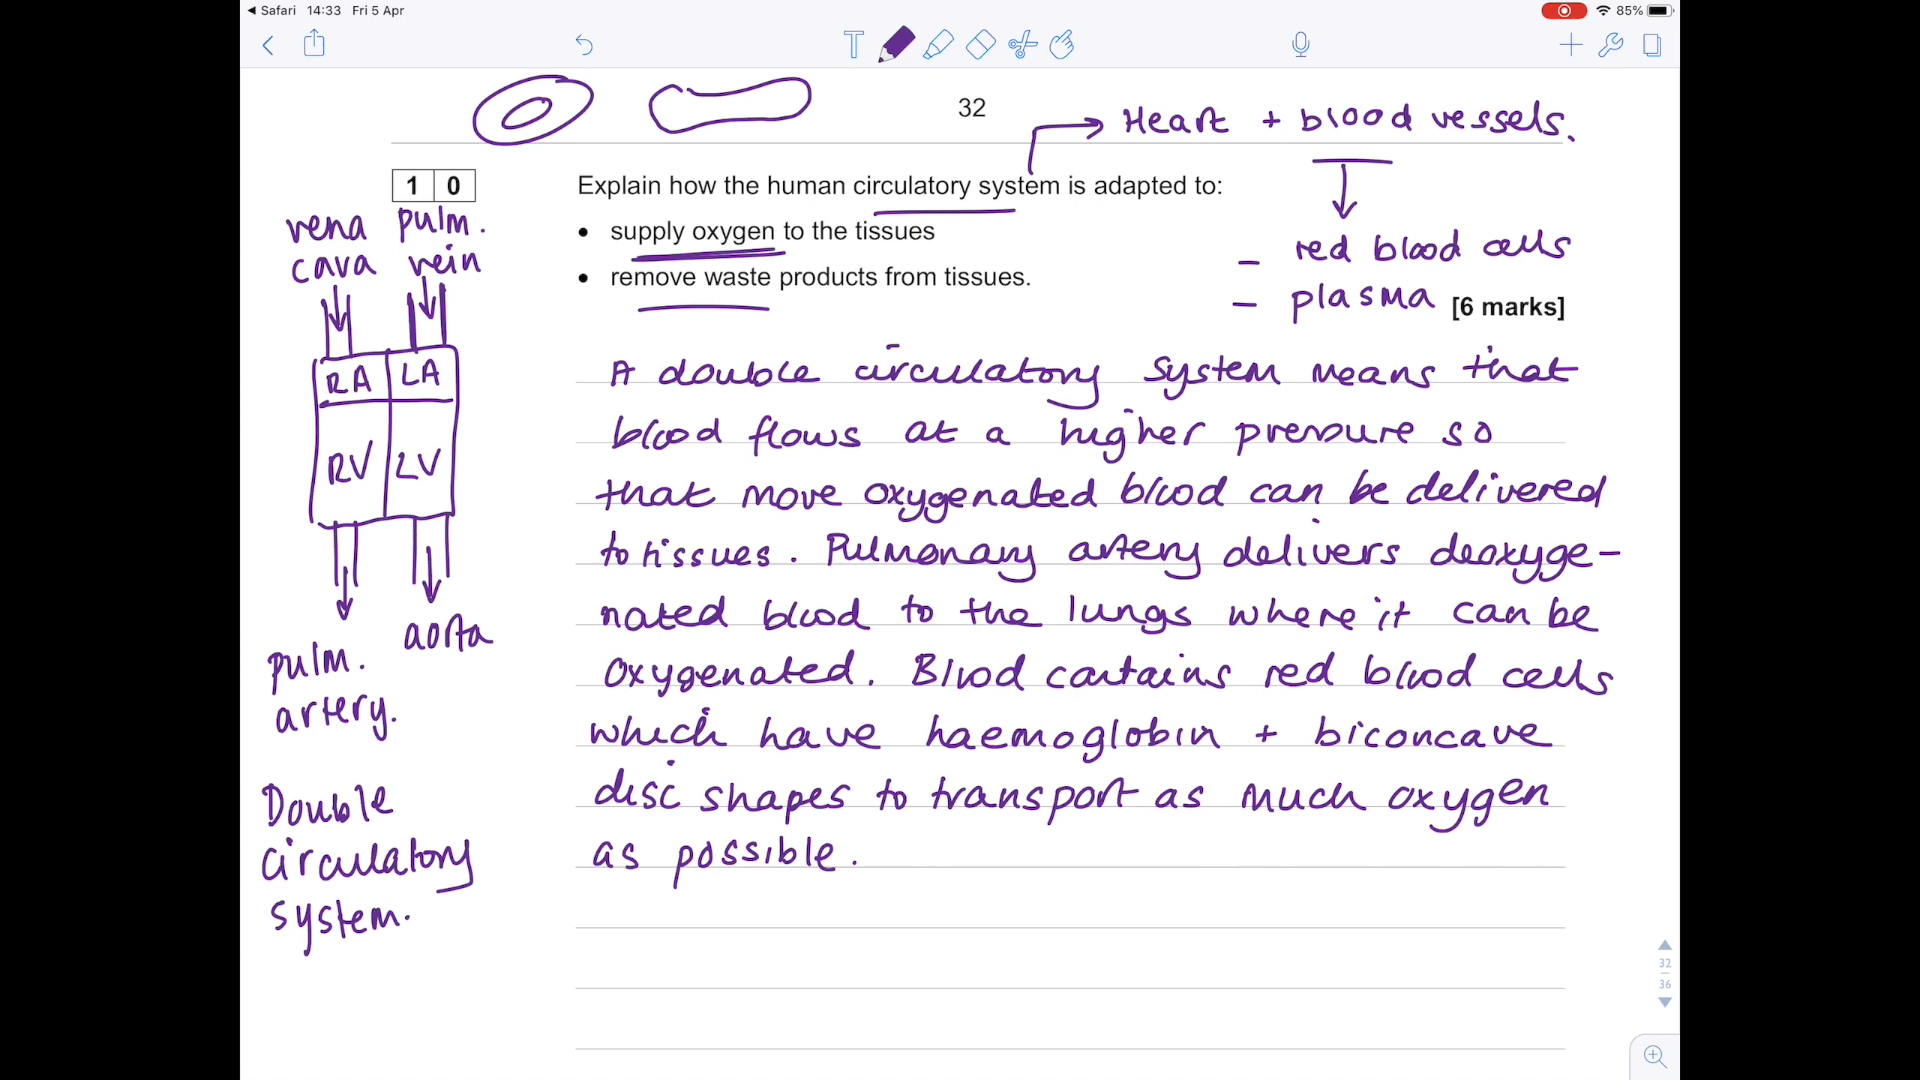 Safari 14:33 Fri 5 Apr
85%
T
32
Heart + blood vessels.
1 0
Explain how the human circulatory system is adapted to:
• supply oxygen to the tissues
• remove waste products from tissues.
- red blood cells
- plasma
[6 marks]
vena pulm.
cava vein
RA LA
RV LV
pulm.
artery.
aorta
Double
circulatory
system.
A double circulatory system means that
blood flows at a higher pressure so
that move oxygenated blood can be delivered
to tissues. Pulmonary artery delivers deoxyge-
nated blood to the lungs where it can be
oxygenated. Blood contains red blood cells
which have haemoglobin + biconcave
disc shapes to transport as much oxygen
as possible.
32
36